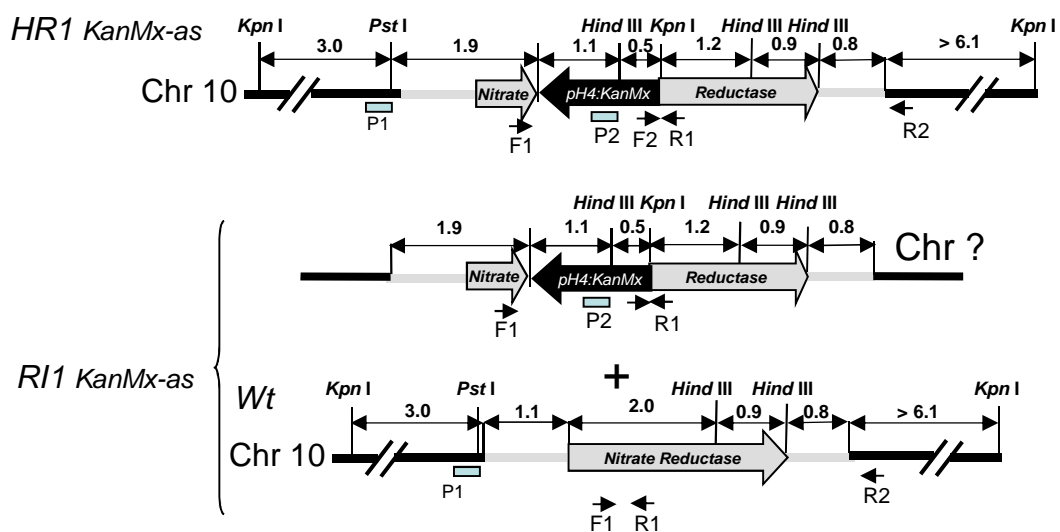 HR1 KanMx-as
Kpn I Pst I Hind III Kpn I Hind III Hind III Kpn I
3.0 1.9 1.1 0.5 1.2 0.9 0.8 > 6.1
Chr 10 Nitrate pH4:KanMx Reductase
P1 F1 P2 F2 R1 R2
Hind III Kpn I Hind III Hind III
1.9 1.1 0.5 1.2 0.9 0.8 Chr ?
Nitrate pH4:KanMx Reductase
F1 P2 R1
RI1 KanMx-as
+
Wt
Kpn I Pst I Hind III Hind III Kpn I
3.0 1.1 2.0 0.9 0.8 > 6.1
Chr 10 Nitrate Reductase
P1 F1 R1 R2